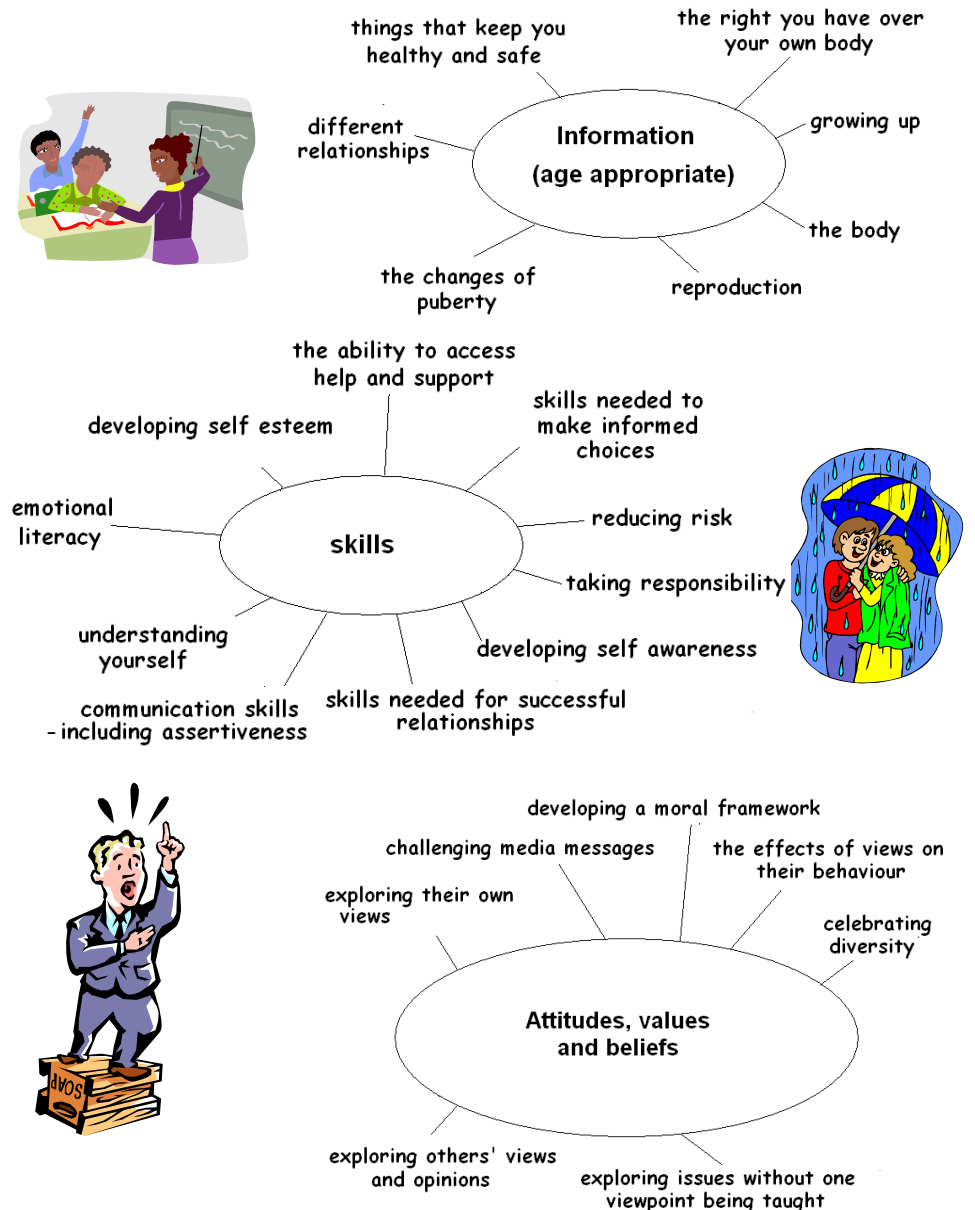 things that keep you
healthy and safe
the right you have over
your own body
different
relationships
Information
(age appropriate)
growing up
the body
the changes of
puberty
reproduction
the ability to access
help and support
developing self esteem
skills needed to
make informed
choices
emotional
literacy
skills
reducing risk
taking responsibility
understanding
yourself
developing self awareness
communication skills
- including assertiveness
skills needed for successful
relationships
developing a moral framework
challenging media messages
the effects of views on
their behaviour
exploring their own
views
celebrating
diversity
Attitudes, values
and beliefs
SOAP
exploring others' views
and opinions
exploring issues without one
viewpoint being taught